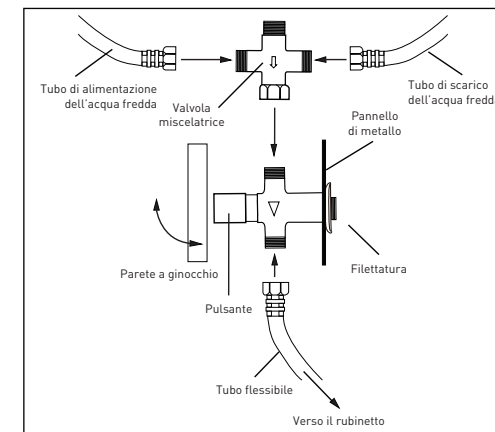 Tubo di alimentazione
dell'acqua fredda
Valvola
miscelatrice
Tubo di scarico
dell'acqua fredda
Pannello
di metallo
Parete a ginocchio
Filettatura
Pulsante
Tubo flessibile
Verso il rubinetto